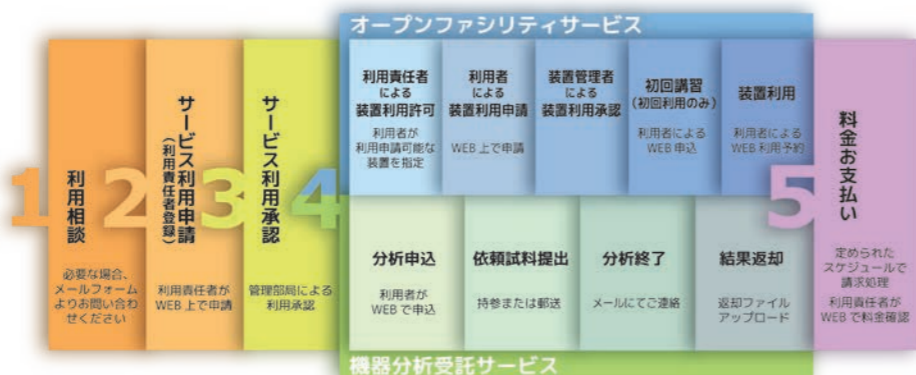 オープンファシリティサービス
1
利用相談
必要な場合、
メールフォーム
よりお問い合わ
せください
2
サービス利用申請
（利用責任者登録）
利用責任者が
WEB上で申請
3
サービス利用承認
管理部局による
利用承認
4
利用責任者
による
装置利用許可
利用者が
利用申請可能な
装置を指定
利用者
による
装置利用申請
WEB上で申請
装置管理者
による
装置利用承認
初回講習
(初回利用のみ)
利用者による
WEB申込
装置利用
利用者による
WEB利用予約
分析申込
利用者が
WEBで申込
依頼試料提出
持参または郵送
分析終了
メールにてご連絡
結果返却
返却ファイル
アップロード
機器分析受託サービス
5
料金お支払い
定められた
スケジュールで
請求処理
利用責任者が
WEBで料金確認